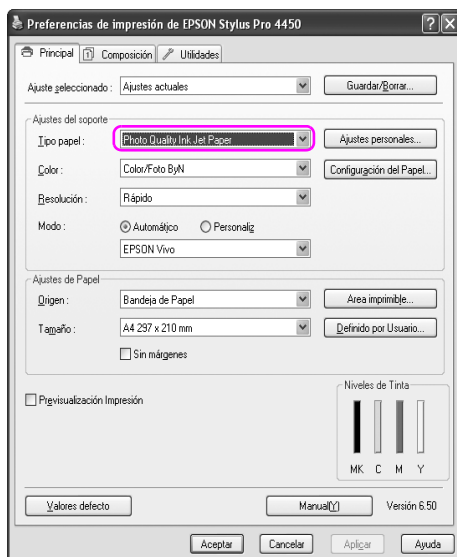 Preferencias de impresión de EPSON Stylus Pro 4450
Principal Composición Utilidades
Ajuste seleccionado : Ajustes actuales Guardar/Borrar...
Ajustes del soporte
Tipo papel : Photo Quality Ink Jet Paper Ajustes personales...
Color : Color/Foto ByN Configuración del Papel...
Resolución : Rápido
Modo : Automático Personaliz
EPSON Vivo
Ajustes de Papel
Origen : Bandeja de Papel Area imprimible...
Tamaño : A4 297 x 210 mm Definido por Usuario...
Sin márgenes
Niveles de Tinta
Previsualización Impresión
MK C M Y
Valores defecto Manual(Y) Versión 6.50
Aceptar Cancelar Aplicar Ayuda